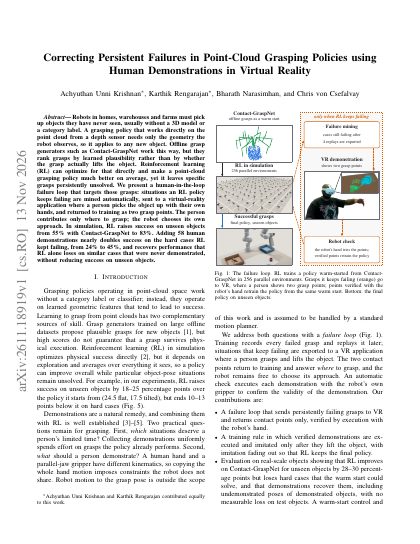 Correcting Persistent Failures in Point-Cloud Grasping Policies using
Human Demonstrations in Virtual Reality
Achyuthan Unni Krishnan*, Karthik Rengarajan*, Bharath Narasimhan, and Chris von Csefalvay
arXiv:2611.18919v1 [cs.RO] 13 Nov 2026
Abstract— Robots in homes, warehouses and farms must pick
up objects they have never seen, usually without a 3D model or
a category label. A grasping policy that works directly on the
point cloud from a depth sensor needs only the geometry
the robot observes, so it is applied to any object. Offline grasp
generators such as Contact-GraspNet work this way, but they
rank grasps by learned plausibility rather than by whether
the grasp actually lifts the object. Reinforcement learning
(RL) can optimize for that directly and make a point-cloud
grasping policy much better on average, yet it leaves specific
grasps persistently unsolved. We present a human-in-the-loop
failure loop that targets these grasps: situations an RL
policy keeps failing are mined automatically, sent to a
virtual-reality application where a person picks the object up with their
own hands, and returned to training as two grasp points. The person
contributes only where to grasp; the robot chooses its own
approach. In simulation, RL raises success on unseen objects
from 55% with Contact-GraspNet to 83%. Adding 88 human
demonstrations nearly doubles success on the hard cases RL
kept failing, from 24% to 45%, and recovers performance that
RL alone loses on similar cases that were never demonstrated,
without reducing success on unseen objects.
I. INTRODUCTION
Grasping policies operating in point-cloud space work
without a category label or classifier; instead, they operate
on learned geometric features that tend to lead to success.
Learning to grasp from point clouds has two complementary
sources of skill. Grasp generators trained on large offline
datasets propose plausible grasps for new objects [1], but
high scores do not guarantee that a grasp survives physical
execution. Reinforcement learning (RL) in simulation
optimizes physical success directly [2], but it depends on
exploration and averages over everything it sees, so a policy
can improve overall while particular object-pose situations
remain unsolved. For example, in our experiments, RL raised
success on unseen objects by 18–25 percentage points over
the policy it starts from (24.5 flat, 17.5 tilted), but ends 10–13
points below it on hard cases (Fig. 5).
Demonstrations are a natural remedy, and combining them
with RL is well established [3]–[5]. Two practical questions
remain for grasping. First, which situations deserve a
person's limited time? Collecting demonstrations uniformly
spends effort on grasps the policy already performs. Second,
what should a person demonstrate? A human hand and
a parallel-jaw gripper have different kinematics, so copying the
whole hand motion imposes constraints the robot does not
share. Robot motion to the grasp pose is outside the scope
*Achyuthan Unni Krishnan and Karthik Rengarajan contributed equally
to this work.
Contact-GraspNet
offline grasps as a warm start
RL in simulation
256 parallel environments
Successful grasps
final policy, unseen objects
only when RL keeps failing
Failure mining
VR demonstration
person shows two grasp points
Robot check
the robot's hand tries the points;
verified points retrain the policy
Fig. 1: The failure loop. RL trains a policy warm-started from Contact-
GraspNet in 256 parallel environments. Grasps it keeps failing (orange) go
to VR, where a person shows two grasp points; points verified with the
robot's hand retrain the policy from the same warm start. Bottom: the final
policy on unseen objects
of this work and is assumed to be handled by a standard
motion planner.
We address both questions with a failure loop (Fig. 1).
Training records every failed grasp and replays it later;
situations that keep failing are exported to a VR application
where a person grasps and lifts the object. The two contact
points return to training and answer where to grasp, and the
robot remains free to choose its approach. An automatic
check executes each demonstration with the robot's own
gripper to confirm the validity of the demonstration. Our
contributions are:
• A failure loop that sends persistently failing grasps to
VR and returns contact points only, verified by execution
with the robot's hand.
• A training rule in which verified demonstrations are executed
and imitated only after they lift the object, with
imitation fading out so that RL keeps the final policy.
• Evaluation on real-scale objects showing that RL improves
on Contact-GraspNet for unseen objects by 28–30 percentage
points but loses hard cases that the warm start could
solve, and that demonstrations recover them, including
undemonstrated poses of demonstrated objects, with
no measurable loss on test objects. A warm-start control and